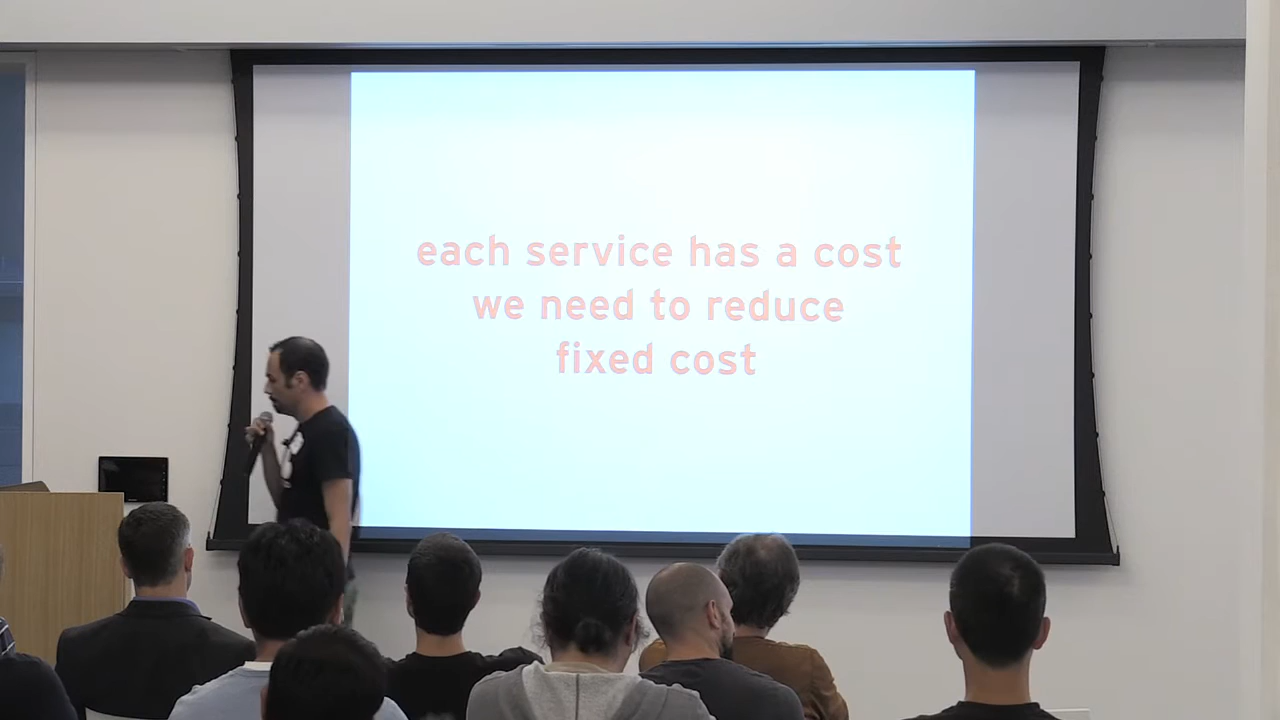 each service has a cost
we need to reduce
fixed cost